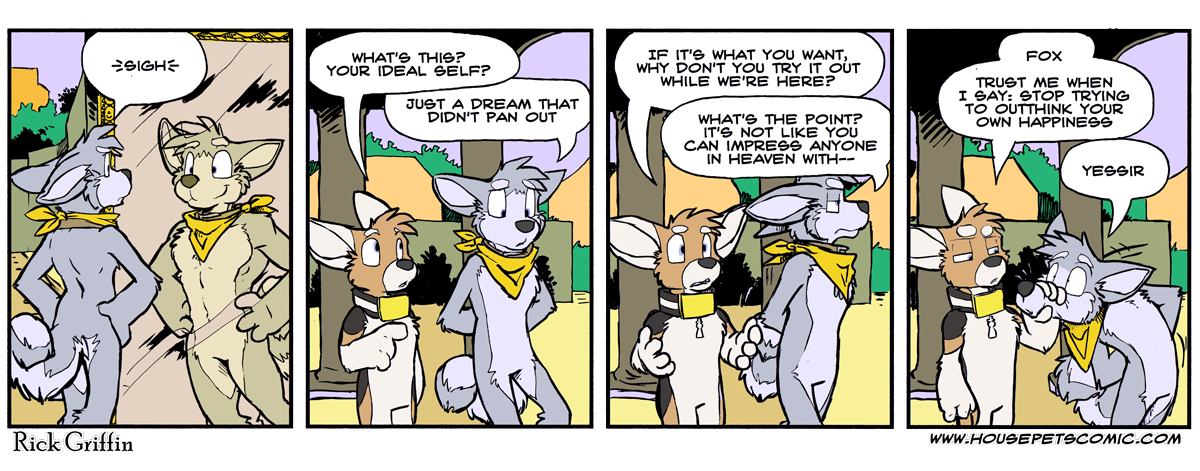 SIGH
WHAT'S THIS?
YOUR IDEAL SELF?
JUST A DREAM THAT
DIDN'T PAN OUT
IF IT'S WHAT YOU WANT,
WHY DON'T YOU TRY IT OUT
WHILE WE'RE HERE?
WHAT'S THE POINT?
IT'S NOT LIKE YOU
CAN IMPRESS ANYONE
IN HEAVEN WITH--
FOX
TRUST ME WHEN
I SAY: STOP TRYING
TO OUTTHINK YOUR
OWN HAPPINESS
YESSIR
Rick Griffin
WWW.HOUSEPETSCOMIC.COM